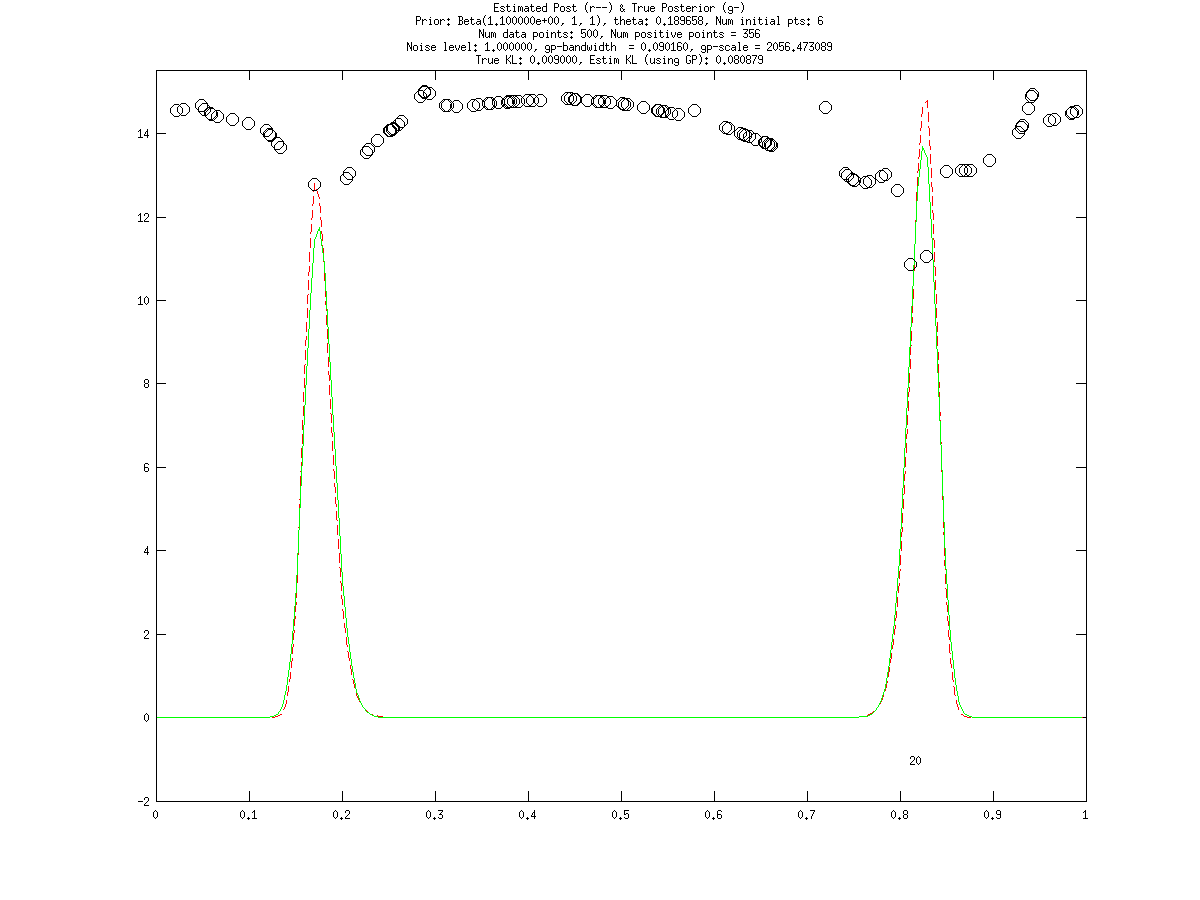 Estimated Post (r--) & True Posterior (g-)
Prior: Beta(1.100000e+00, 1, 1), theta: 0.189658, Num initial pts: 6
Num data points: 500, Num positive points = 356
Noise level: 1.000000, gp-bandwidth  = 0.090160, gp-scale = 2056.473089
True KL: 0.009000, Estim KL (using GP): 0.080879
14
12
10
8
6
4
2
0
20
-2
0 0.1 0.2 0.3 0.4 0.5 0.6 0.7 0.8 0.9 1